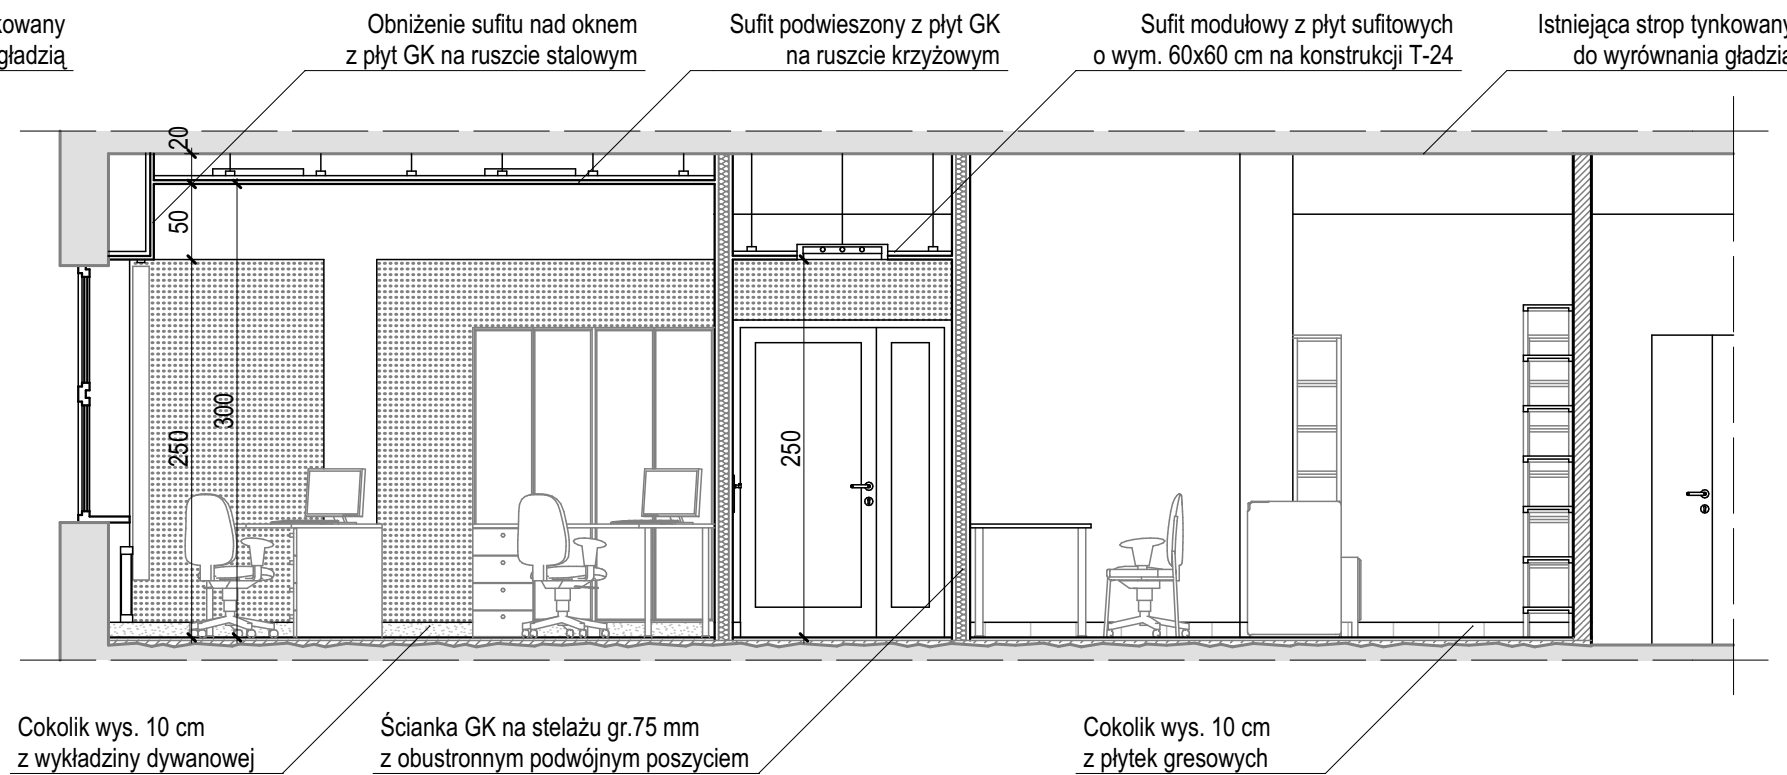 kowany
gładzią
Obniżenie sufitu nad oknem
z płyt GK na ruszcie stalowym
Sufit podwieszony z płyt GK
na ruszcie krzyżowym
Sufit modułowy z płyt sufitowych
o wym. 60x60 cm na konstrukcji T-24
Istniejąca strop tynkowany
do wyrównania gładzią
20
50
300
250
250
Cokolik wys. 10 cm
z wykładziny dywanowej
Ścianka GK na stelażu gr.75 mm
z obustronnym podwójnym poszyciem
Cokolik wys. 10 cm
z płytek gresowych